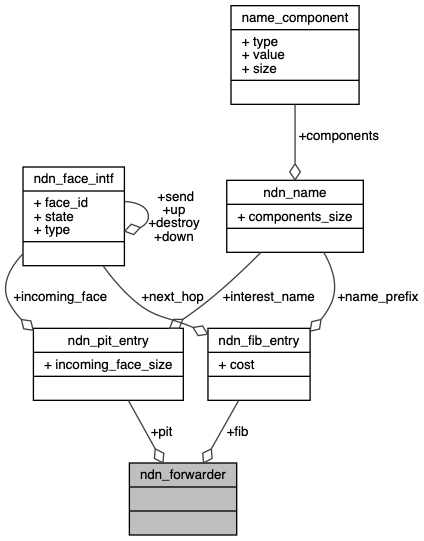 name_component
+ type
+ value
+ size
+components
ndn_face_intf
+ face_id
+ state
+ type
+send
+up
+destroy
+down
ndn_name
+ components_size
+incoming_face
+next_hop
+interest_name
+name_prefix
ndn_pit_entry
+ incoming_face_size
ndn_fib_entry
+ cost
+pit
+fib
ndn_forwarder